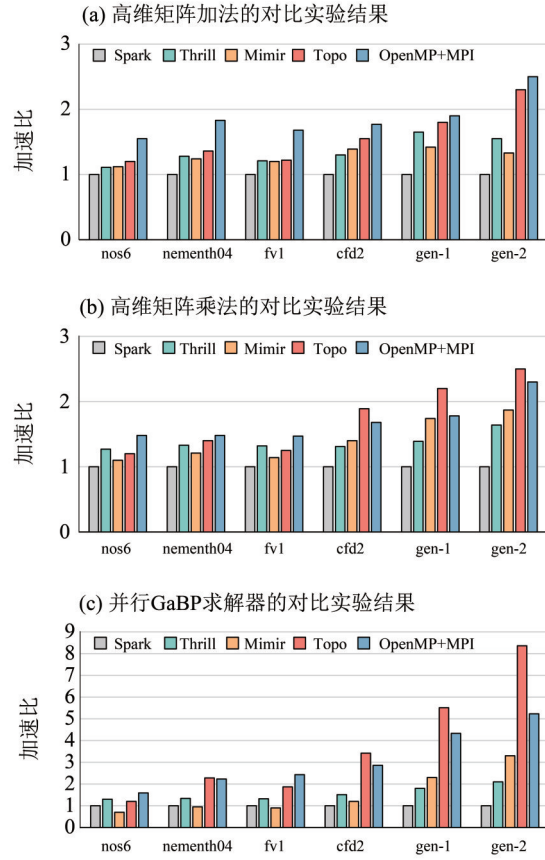 (a) 高维矩阵加法的对比实验结果
3
Spark Thrill Mimir Topo OpenMP+MPI
2
加速比
1
0
nos6 nementh04 fv1 cfd2 gen-1 gen-2
(b) 高维矩阵乘法的对比实验结果
3
Spark Thrill Mimir Topo OpenMP+MPI
2
加速比
1
0
nos6 nementh04 fv1 cfd2 gen-1 gen-2
(c) 并行GaBP求解器的对比实验结果
9
Spark Thrill Mimir Topo OpenMP+MPI
8
7
6
5
加速比
4
3
2
1
0
nos6 nementh04 fv1 cfd2 gen-1 gen-2